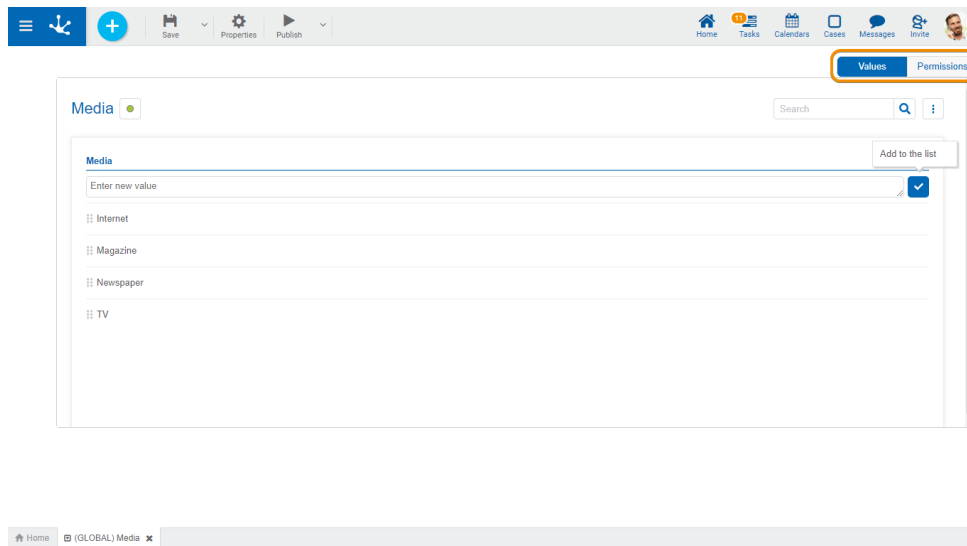 Save
Properties
Publish
Home
11
Tasks
Calendars
Cases
Messages
Invite
Values
Permissions
Media
Search
Add to the list
Media
Enter new value
Internet
Magazine
Newspaper
TV
Home
(GLOBAL) Media